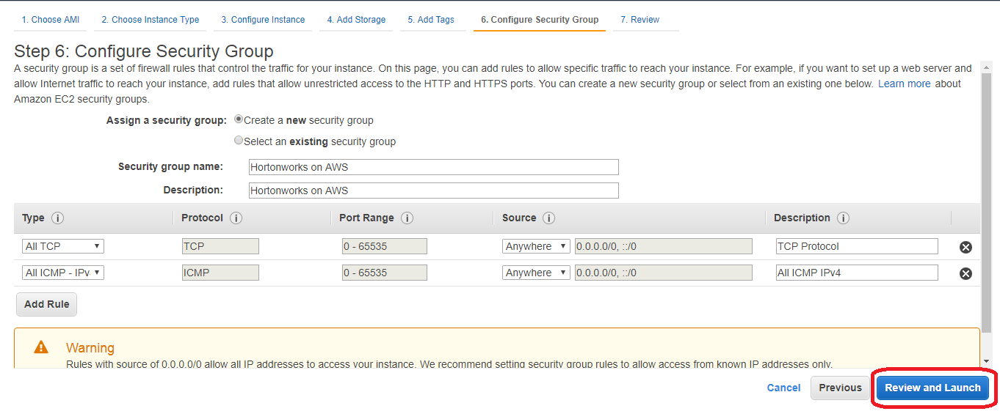 1. Choose AMI 2. Choose Instance Type 3. Configure Instance 4. Add Storage 5. Add Tags 6. Configure Security Group 7. Review
Step 6: Configure Security Group
A security group is a set of firewall rules that control the traffic for your instance. On this page, you can add rules to allow specific traffic to reach your instance. For example, if you want to set up a web server and
allow Internet traffic to reach your instance, add rules that allow unrestricted access to the HTTP and HTTPS ports. You can create a new security group or select from an existing one below. Learn more about
Amazon EC2 security groups.
Assign a security group: Create a new security group
Select an existing security group
Security group name: Hortonworks on AWS
Description: Hortonworks on AWS
Type i Protocol i Port Range i Source i Description i
All TCP TCP 0 - 65535 Anywhere 0.0.0.0/0, ::/0 TCP Protocol
All ICMP - IPv ICMP 0 - 65535 Anywhere 0.0.0.0/0, ::/0 All ICMP IPv4
Add Rule
Warning
Rules with source of 0.0.0.0/0 allow all IP addresses to access your instance. We recommend setting security group rules to allow access from known IP addresses only.
Cancel Previous Review and Launch